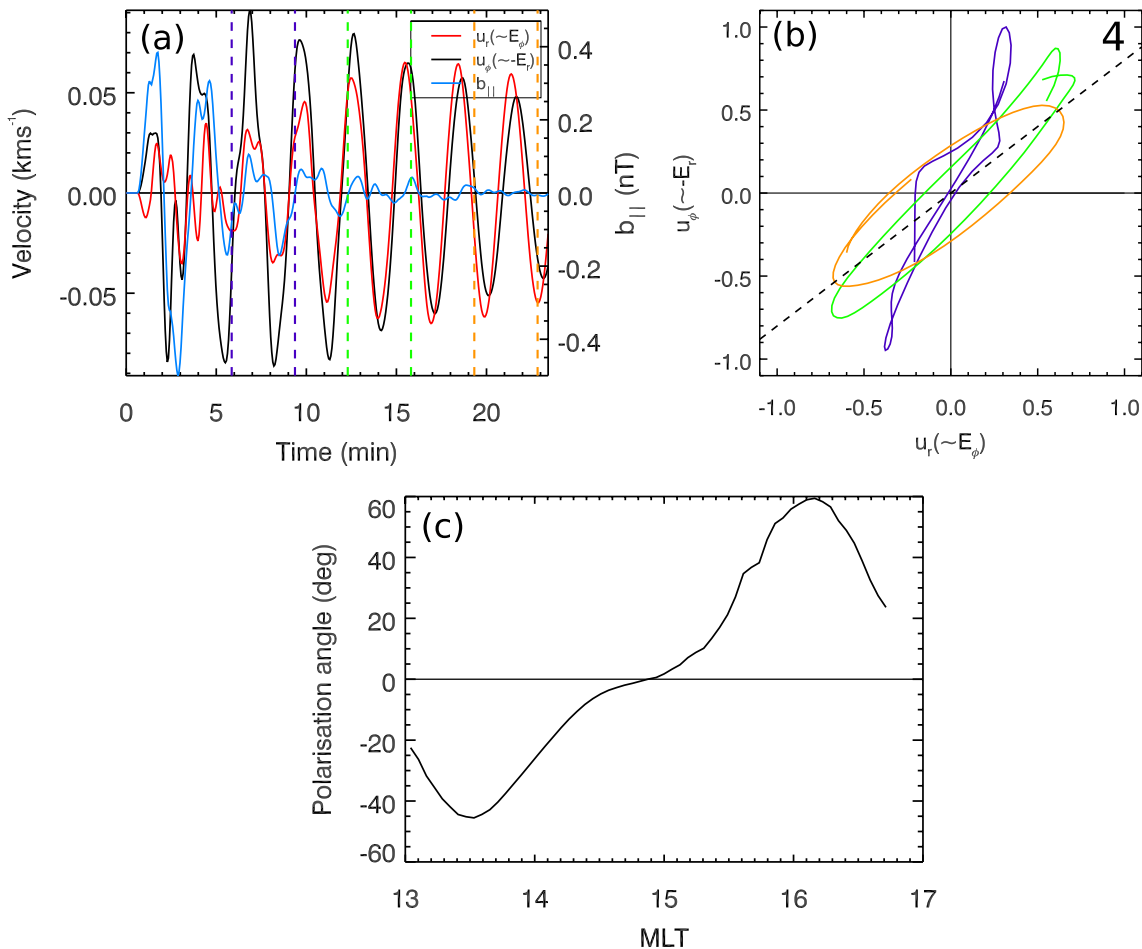 (a)
u_r(~E_φ)
u_φ(~-E_r)
b_||
0.05
0.00
-0.05
Velocity (kms⁻¹)
0.4
0.2
0.0
-0.2
-0.4
b_|| (nT)
0 5 10 15 20
Time (min)
(b)
4
1.0
0.5
0.0
-0.5
-1.0
u_φ(~-E_r)
-1.0 -0.5 0.0 0.5 1.0
u_r(~E_φ)
(c)
60
40
20
0
-20
-40
-60
Polarisation angle (deg)
13 14 15 16 17
MLT